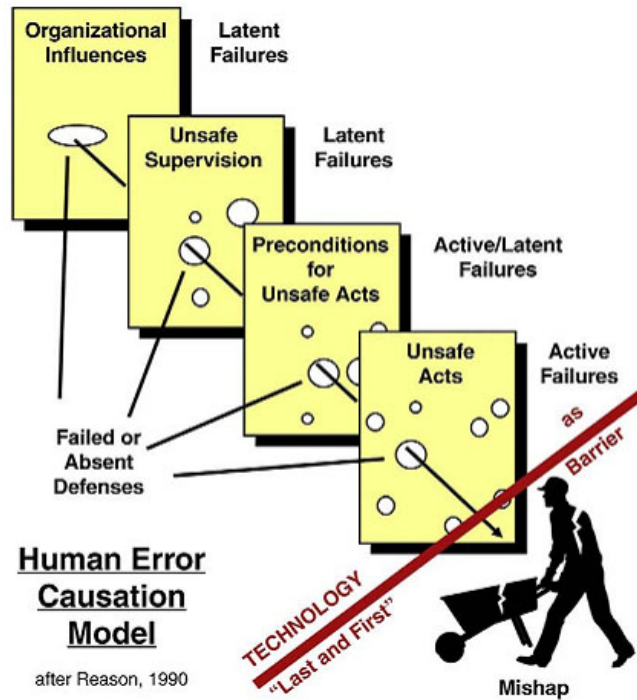 Organizational
Influences
Latent
Failures
Unsafe
Supervision
Latent
Failures
Preconditions
for
Unsafe Acts
Active/Latent
Failures
Unsafe
Acts
Active
Failures
Failed or
Absent
Defenses
TECHNOLOGY as Barrier
"Last and First"
Human Error
Causation
Model
after Reason, 1990
Mishap